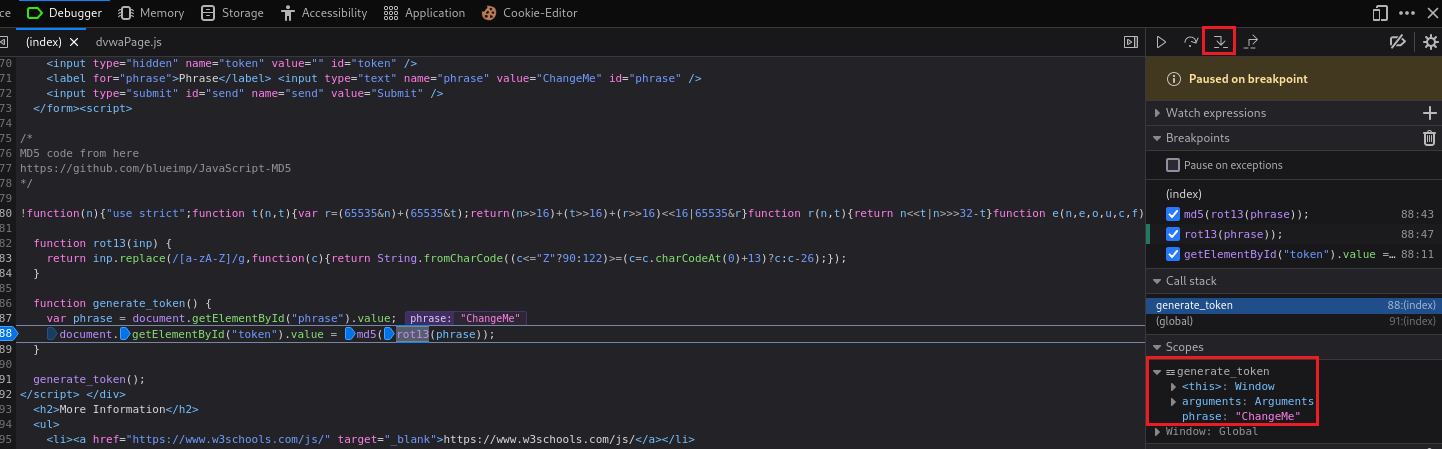 ce Debugger Memory Storage Accessibility Application Cookie-Editor
(index) dvwaPage.js
70 <input type="hidden" name="token" value="" id="token" />
71 <label for="phrase">Phrase</label> <input type="text" name="phrase" value="ChangeMe" id="phrase" />
72 <input type="submit" id="send" name="send" value="Submit" />
73 </form><script>
74
75 /*
76 MD5 code from here
77 https://github.com/blueimp/JavaScript-MD5
78 */
79
80 !function(n){"use strict";function t(n,t){var r=(65535&n)+(65535&t);return(n>>16)+(t>>16)+(r>>16)<<16|65535&r}function r(n,t){return n<<t|n>>>32-t}function e(n,e,o,u,c,f)
81
82 function rot13(inp) {
83 return inp.replace(/[a-zA-Z]/g,function(c){return String.fromCharCode((c<="Z"?90:122)>=(c=c.charCodeAt(0)+13)?c:c-26);});
84 }
85
86 function generate_token() {
87 var phrase = document.getElementById("phrase").value; phrase: "ChangeMe"
88 document.getElementById("token").value = md5(rot13(phrase));
89 }
90
91 generate_token();
92 </script> </div>
93 <h2>More Information</h2>
94 <ul>
95 <li><a href="https://www.w3schools.com/js/" target="_blank">https://www.w3schools.com/js/</a></li>
Paused on breakpoint
Watch expressions
Breakpoints
Pause on exceptions
(index)
md5(rot13(phrase)); 88:43
rot13(phrase)); 88:47
getElementById("token").value =… 88:11
Call stack
generate_token 88:(index)
(global) 91:(index)
Scopes
generate_token
<this>: Window
arguments: Arguments
phrase: "ChangeMe"
Window: Global